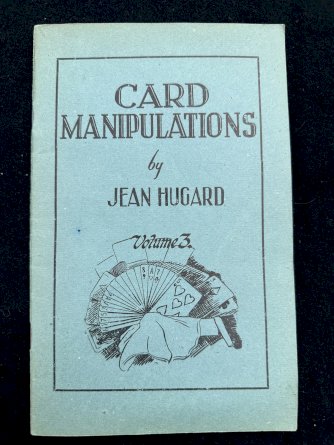 CARD
MANIPULATIONS
by
JEAN HUGARD
Volume 3.